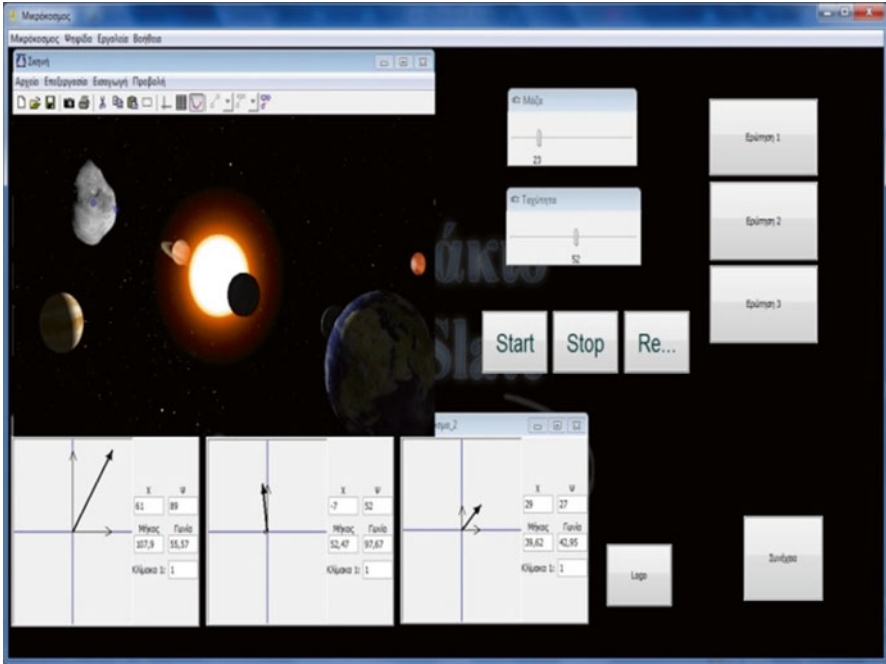 Μικρόκοσμος
Μικρόκοσμος Ψηφίδα Εργαλεία Βοήθεια
Σκηνή
Αρχείο Επεξεργασία Εισαγωγή Προβολή
Μάζα
23
Ταχύτητα
52
Ερώτηση 1
Ερώτηση 2
Ερώτηση 3
Start Stop Re...
_2
Χ Ψ
61 89
Μήκος Γωνία
107,9 55,57
Κλίμακα 1: 1
Χ Ψ
-7 52
Μήκος Γωνία
52,47 97,67
Κλίμακα 1: 1
Χ Ψ
29 27
Μήκος Γωνία
39,62 42,95
Κλίμακα 1: 1
Logo
Συνέχεια